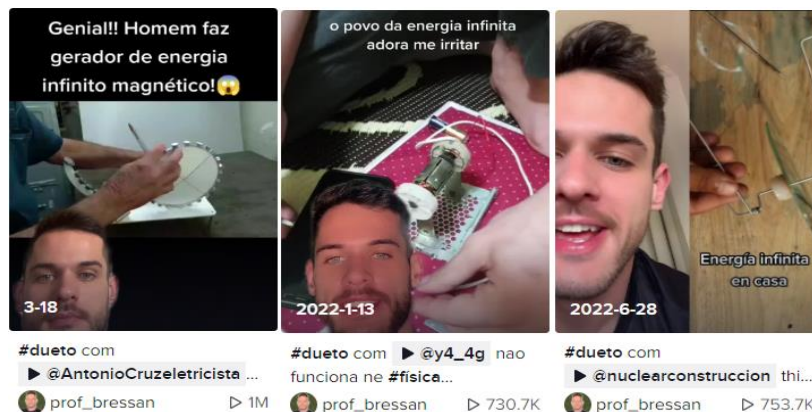 Genial!! Homem faz
gerador de energia
infinito magnético!😱
3-18
#dueto com
▶ @AntonioCruzeletricista ...
prof_bressan ▷ 1M
o povo da energia infinita
adora me irritar
2022-1-13
#dueto com ▶ @y4_4g nao
funciona ne #física...
prof_bressan ▷ 730.7K
Energía infinita
en casa
2022-6-28
#dueto com
▶ @nuclearconstruccion thi...
prof_bressan ▷ 753.7K